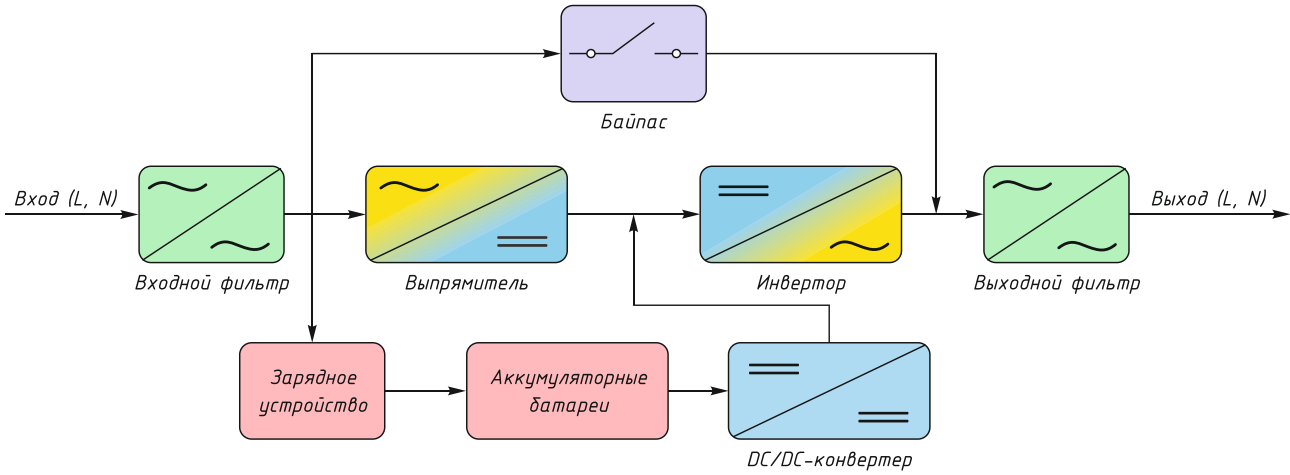 Байпас
Вход (L, N)
Выход (L, N)
Входной фильтр
Выпрямитель
Инвертор
Выходной фильтр
Зарядное
устройство
Аккумуляторные
батареи
DC/DC-конвертер